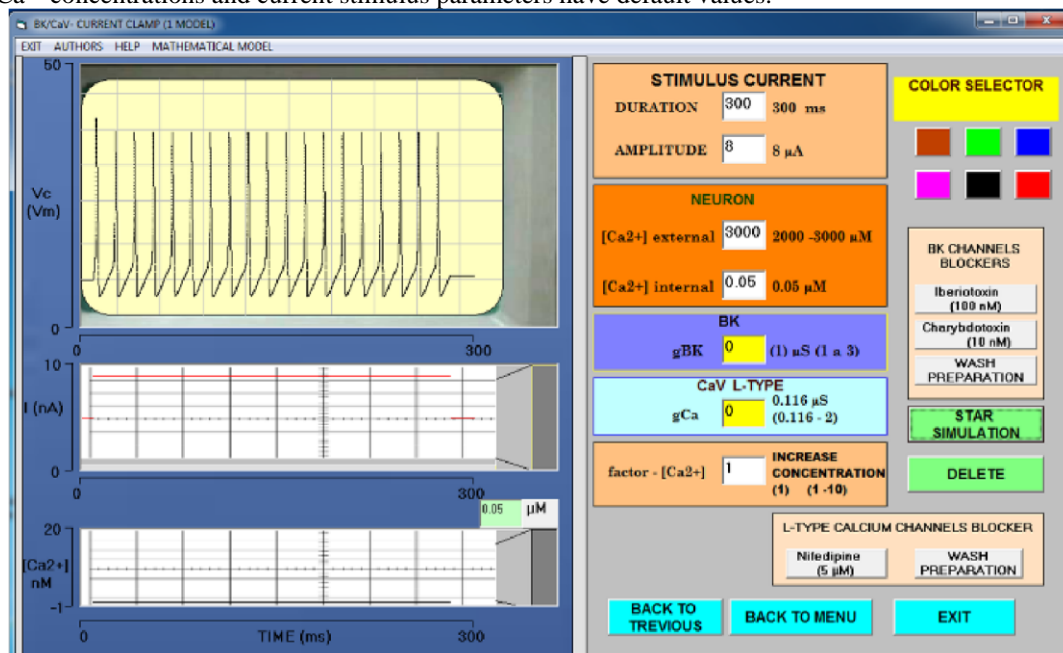 Ca²⁺ concentrations and current stimulus parameters have default values.
BK/CaV- CURRENT CLAMP (1 MODEL)
EXIT AUTHORS HELP MATHEMATICAL MODEL
50
Vc
(Vm)
0
0 300
10
I (nA)
0
0 300
0.05 µM
20
[Ca2+]
nM
-1
0 TIME (ms) 300
STIMULUS CURRENT
DURATION 300 300 ms
AMPLITUDE 8 8 µA
NEURON
[Ca2+] external 3000 2000 -3000 µM
[Ca2+] internal 0.05 0.05 µM
BK
gBK 0 (1) µS (1 a 3)
CaV L-TYPE
gCa 0 0.116 µS
(0.116 - 2)
factor - [Ca2+] 1 INCREASE
CONCENTRATION
(1) (1 -10)
COLOR SELECTOR
BK CHANNELS
BLOCKERS
Iberiotoxin
(100 nM)
Charybdotoxin
(10 nM)
WASH
PREPARATION
STAR
SIMULATION
DELETE
L-TYPE CALCIUM CHANNELS BLOCKER
Nifedipine
(5 µM)
WASH
PREPARATION
BACK TO
TREVIOUS
BACK TO MENU
EXIT